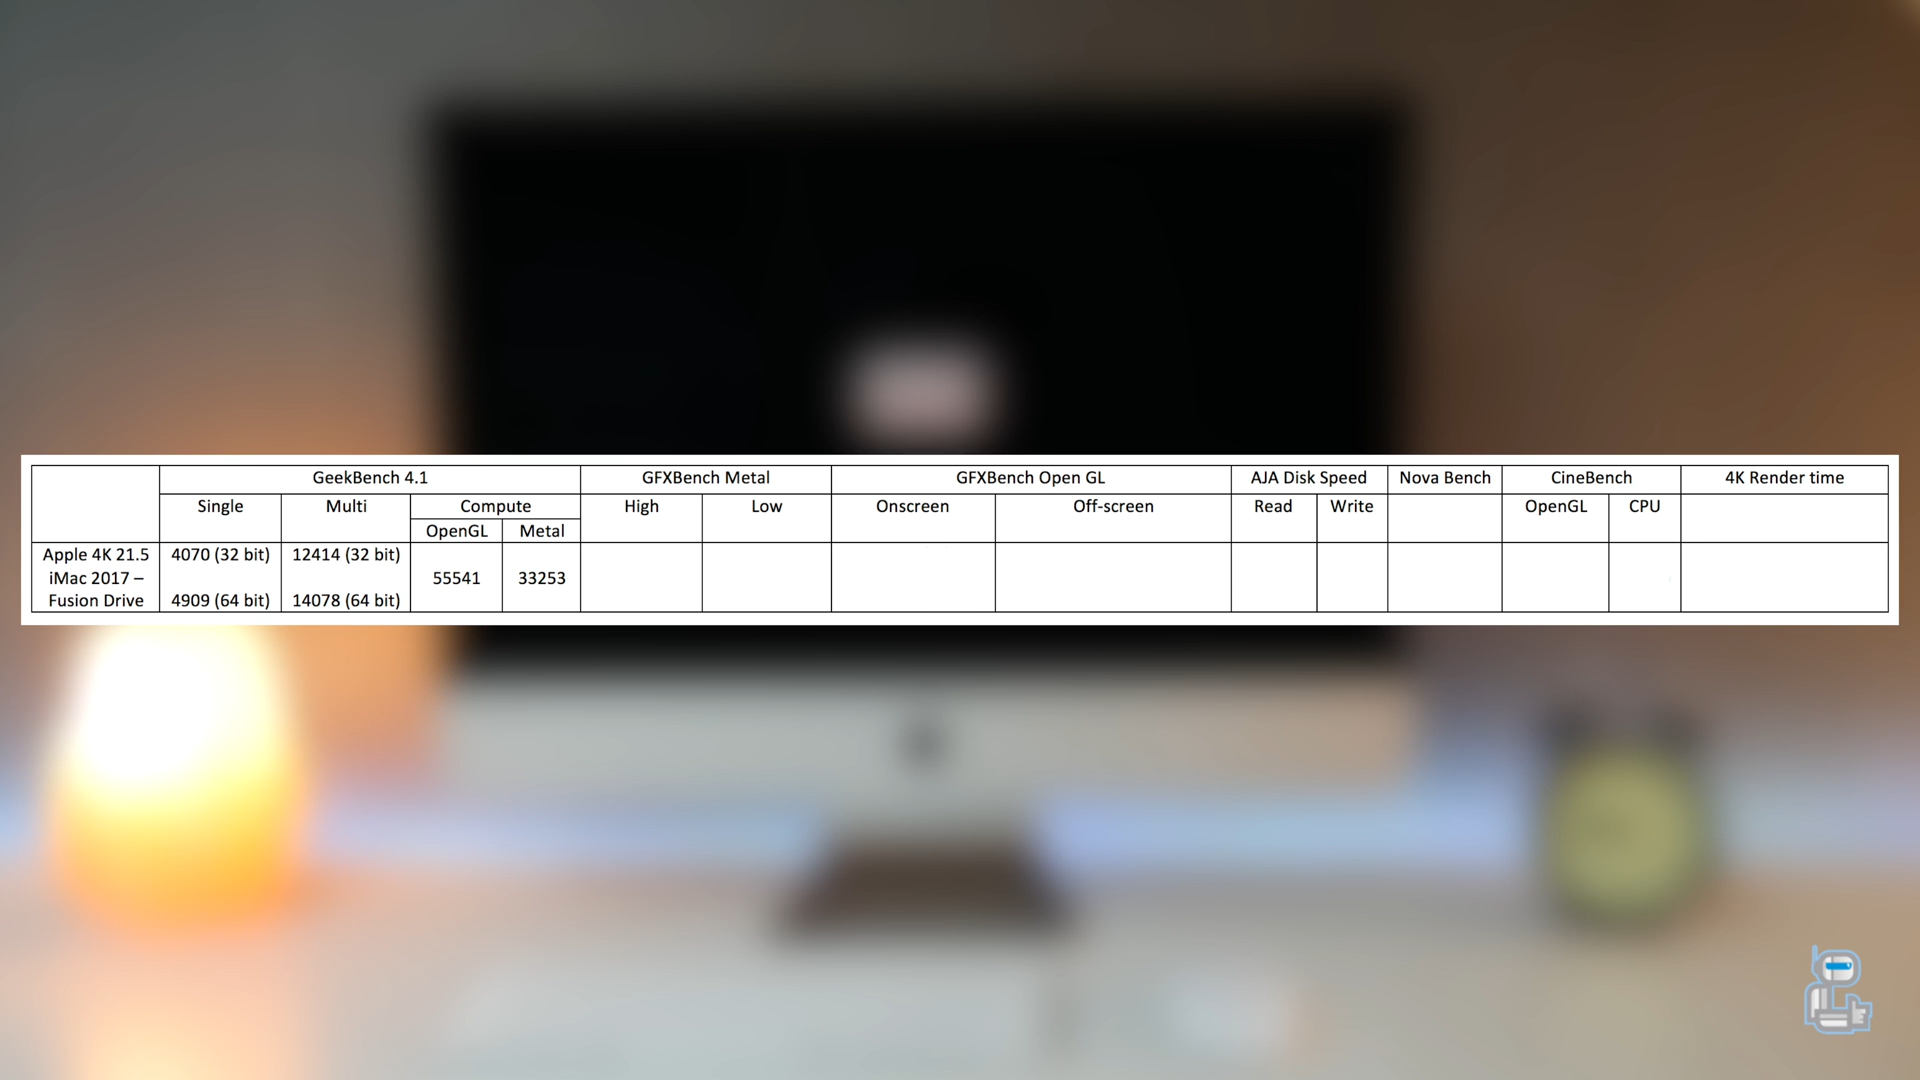 GeekBench 4.1 GFXBench Metal GFXBench Open GL AJA Disk Speed Nova Bench CineBench 4K Render time
Single Multi Compute High Low Onscreen Off-screen Read Write OpenGL CPU
OpenGL Metal
Apple 4K 21.5 4070 (32 bit) 12414 (32 bit)
iMac 2017 – 55541 33253
Fusion Drive 4909 (64 bit) 14078 (64 bit)